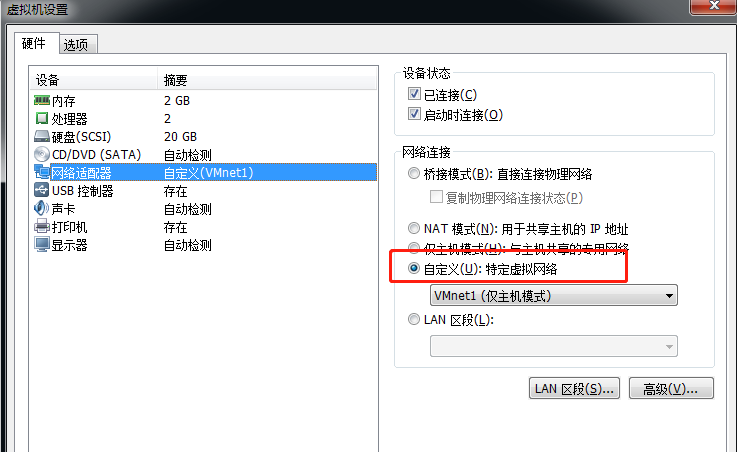 虚拟机设置
硬件 选项
设备 摘要
内存 2 GB
处理器 2
硬盘(SCSI) 20 GB
CD/DVD (SATA) 自动检测
网络适配器 自定义(VMnet1)
USB 控制器 存在
声卡 自动检测
打印机 存在
显示器 自动检测
设备状态
已连接(C)
启动时连接(O)
网络连接
桥接模式(B): 直接连接物理网络
复制物理网络连接状态(P)
NAT 模式(N): 用于共享主机的 IP 地址
仅主机模式(H): 与主机共享的专用网络
自定义(U): 特定虚拟网络
VMnet1 (仅主机模式)
LAN 区段(L):
LAN 区段(S)... 高级(V)...